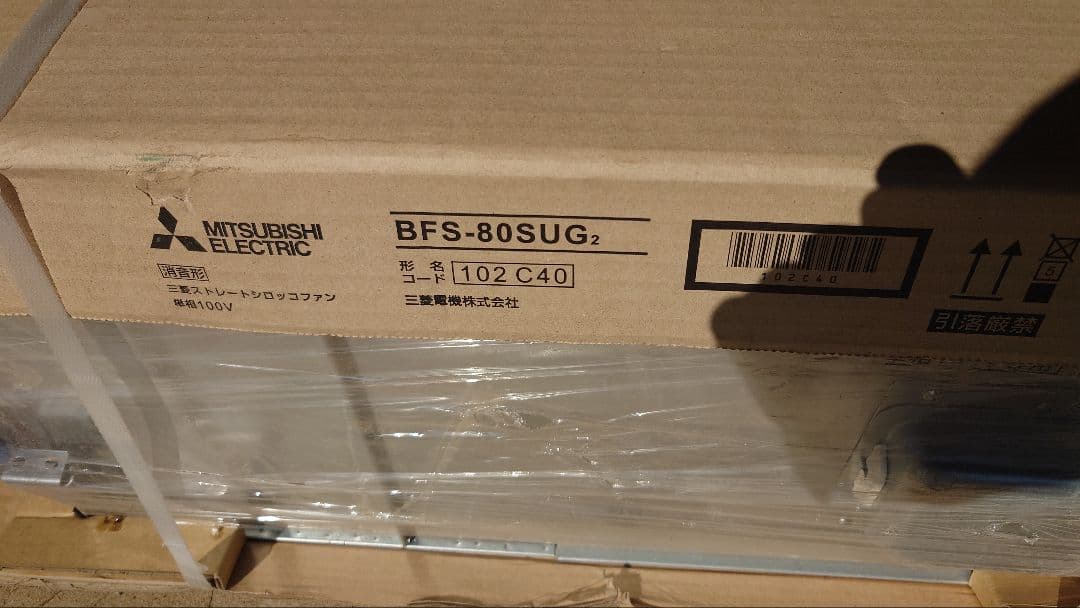 MITSUBISHI
ELECTRIC
消音形
三菱ストレートシロッコファン
単相100V
BFS-80SUG2
形名
コード
102C40
三菱電機株式会社
102C40
5
引落厳禁